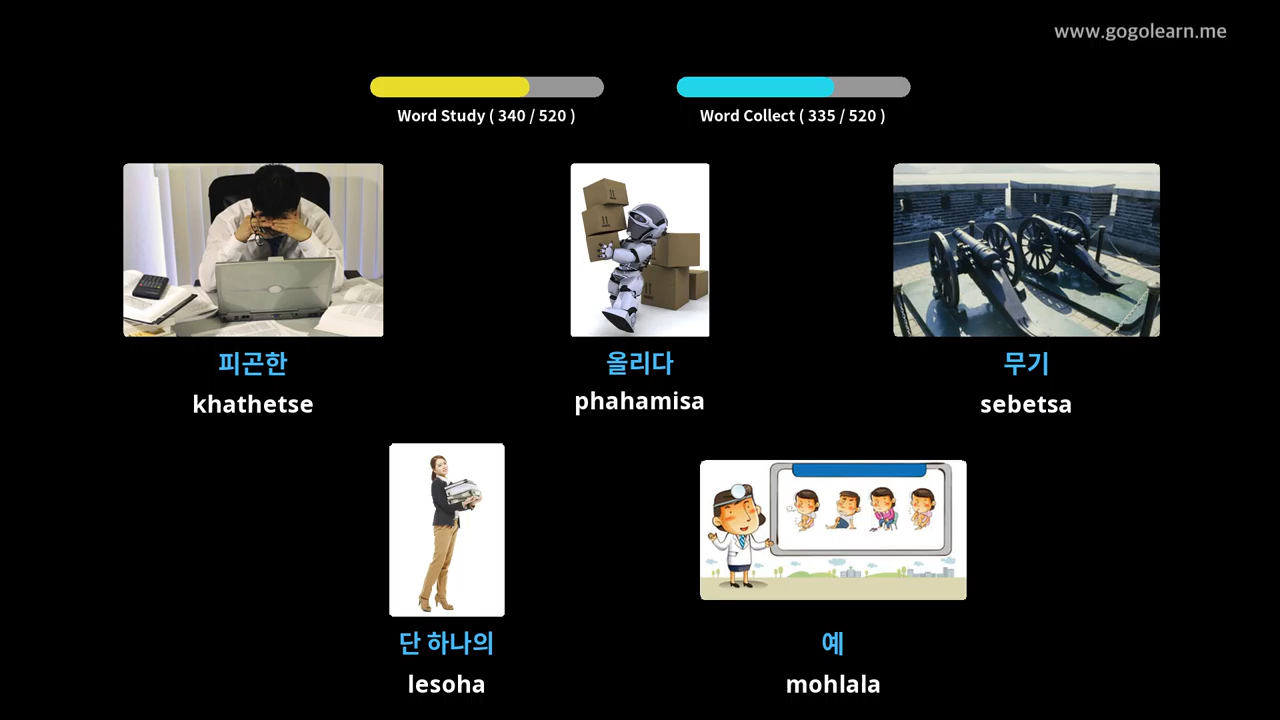 www.gogolearn.me
Word Study ( 340 / 520 )
Word Collect ( 335 / 520 )
피곤한
khathetse
올리다
phahamisa
무기
sebetsa
단 하나의
lesoha
예
mohlala